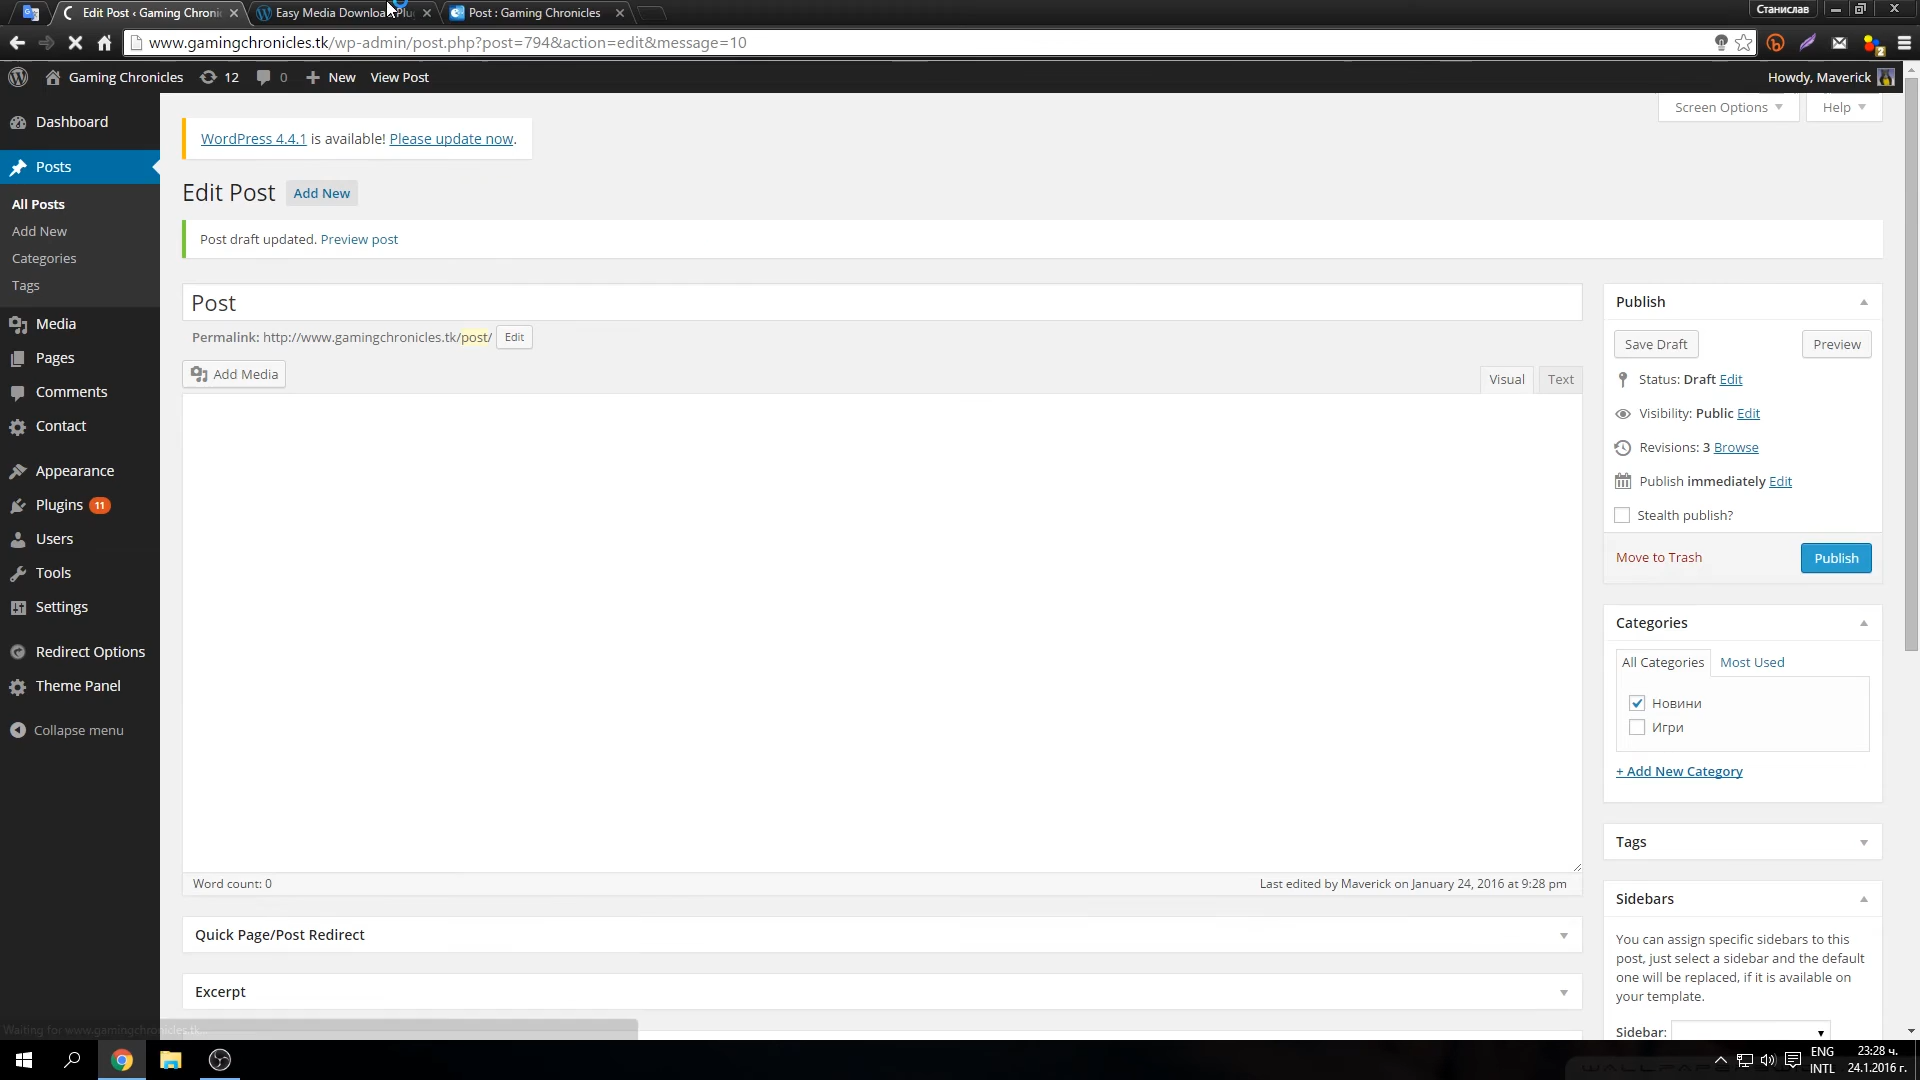 Edit Post ‹ Gaming Chronic
Easy Media Download Plu
Post : Gaming Chronicles
Станислав
www.gamingchronicles.tk/wp-admin/post.php?post=794&action=edit&message=10
2
Gaming Chronicles
12
0
New
View Post
Howdy, Maverick
Screen Options
Help
Dashboard
Posts
All Posts
Add New
Categories
Tags
Media
Pages
Comments
Contact
Appearance
Plugins 11
Users
Tools
Settings
Redirect Options
Theme Panel
Collapse menu
WordPress 4.4.1 is available! Please update now.
Edit Post Add New
Post draft updated. Preview post
Post
Permalink: http://www.gamingchronicles.tk/post/ Edit
Add Media
Visual
Text
Word count: 0
Last edited by Maverick on January 24, 2016 at 9:28 pm
Quick Page/Post Redirect
Excerpt
Publish
Save Draft
Preview
Status: Draft Edit
Visibility: Public Edit
Revisions: 3 Browse
Publish immediately Edit
Stealth publish?
Move to Trash
Publish
Categories
All Categories
Most Used
Новини
Игри
+ Add New Category
Tags
Sidebars
You can assign specific sidebars to this
post, just select a sidebar and the default
one will be replaced, if it is available on
your template.
Sidebar:
Waiting for www.gamingchronicles.tk...
ENG
INTL
23:28 ч.
24.1.2016 г.